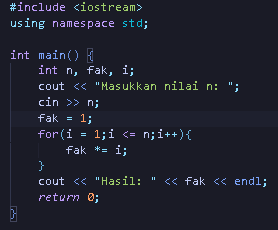 #include <iostream>
using namespace std;

int main() {
    int n, fak, i;
    cout << "Masukkan nilai n: ";
    cin >> n;
    fak = 1;
    for(i = 1;i <= n;i++){
        fak *= i;
    }
    cout << "Hasil: " << fak << endl;
    return 0;
}